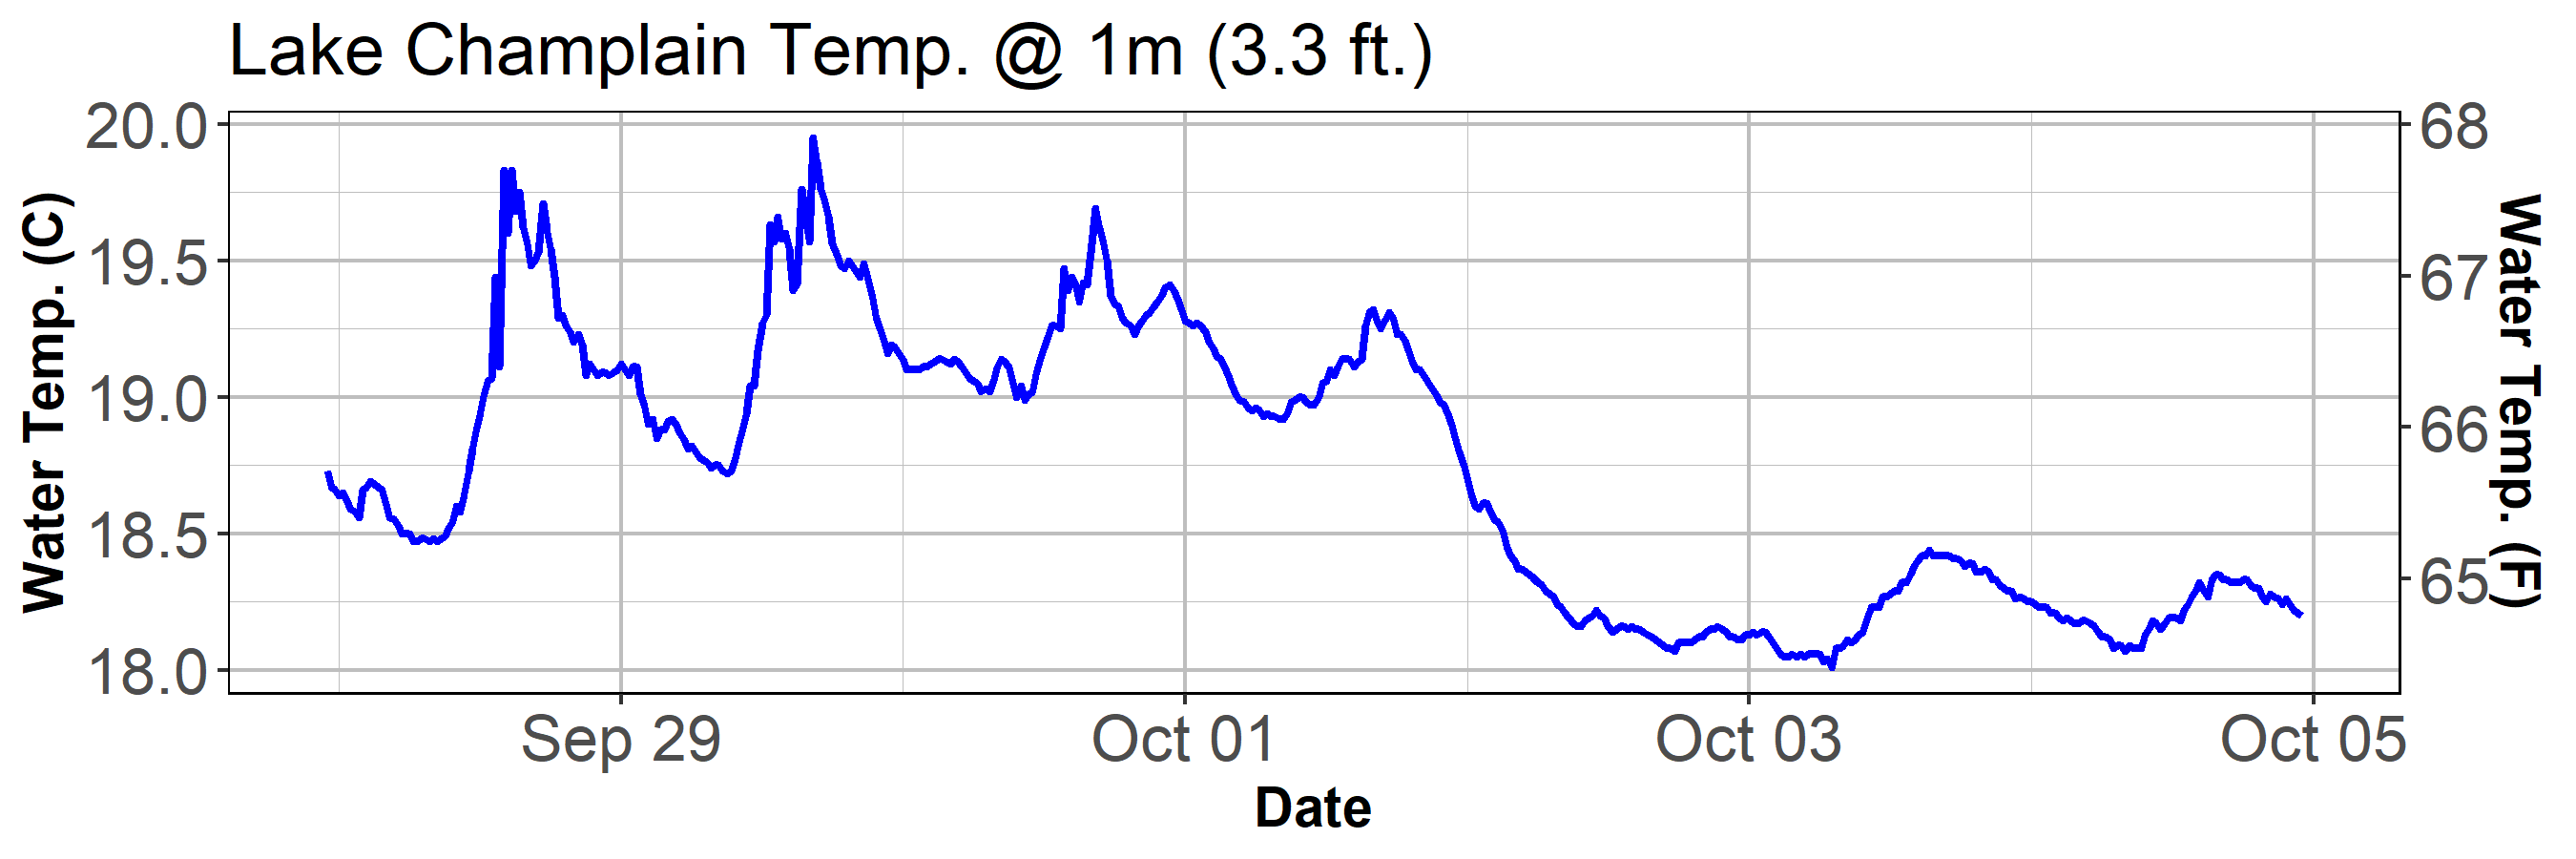 Lake Champlain Temp. @ 1m (3.3 ft.)
Water Temp. (C)
20.0
19.5
19.0
18.5
18.0
68
67
66
65
Water Temp. (F)
Sep 29
Oct 01
Oct 03
Oct 05
Date